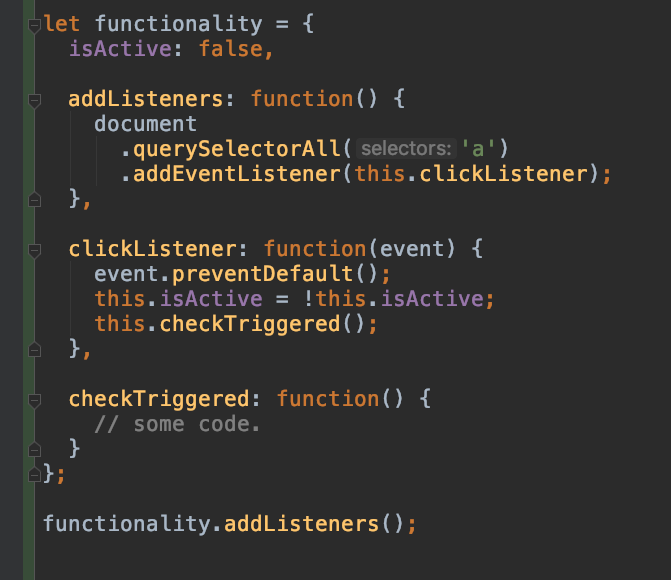 let functionality = {
  isActive: false,

  addListeners: function() {
    document
      .querySelectorAll( selectors: 'a')
      .addEventListener(this.clickListener);
  },

  clickListener: function(event) {
    event.preventDefault();
    this.isActive = !this.isActive;
    this.checkTriggered();
  },

  checkTriggered: function() {
    // some code.
  }
};

functionality.addListeners();